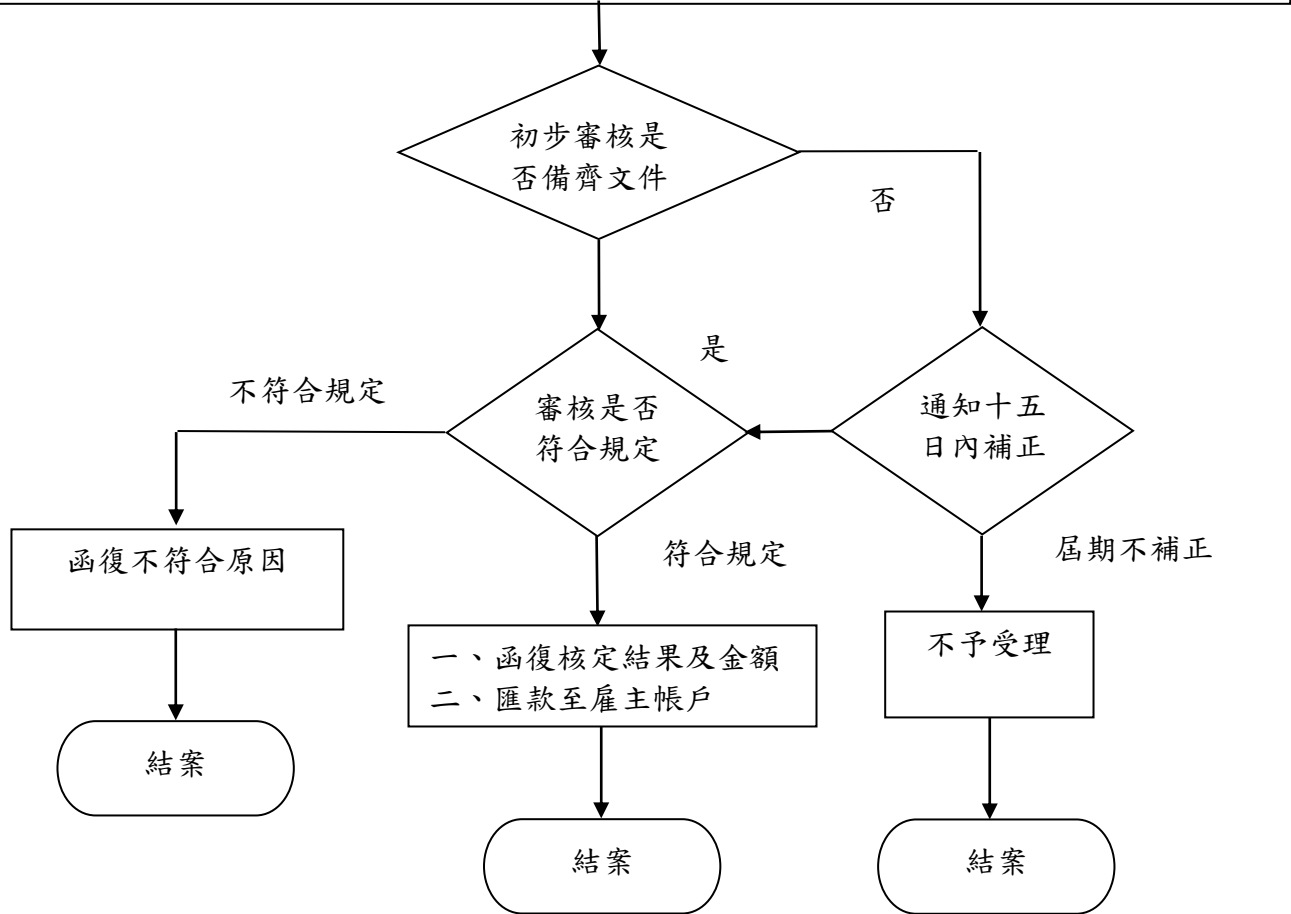 初步審核是
否備齊文件
否
是
不符合規定
審核是否
符合規定
通知十五
日內補正
函復不符合原因
符合規定
屆期不補正
一、函復核定結果及金額
二、匯款至雇主帳戶
不予受理
結案
結案
結案